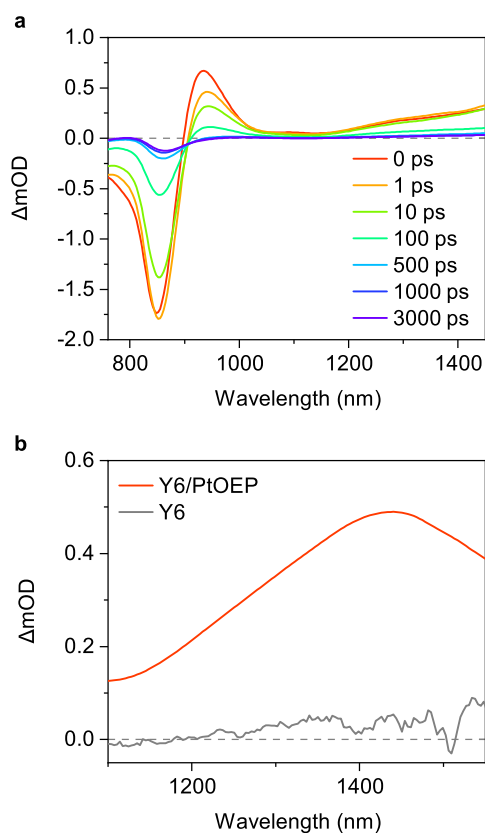 a
1.0
0.5
0.0
-0.5
-1.0
-1.5
-2.0
ΔmOD
0 ps
1 ps
10 ps
100 ps
500 ps
1000 ps
3000 ps
800 1000 1200 1400
Wavelength (nm)
b
0.6
0.4
0.2
0.0
ΔmOD
Y6/PtOEP
Y6
1200 1400
Wavelength (nm)